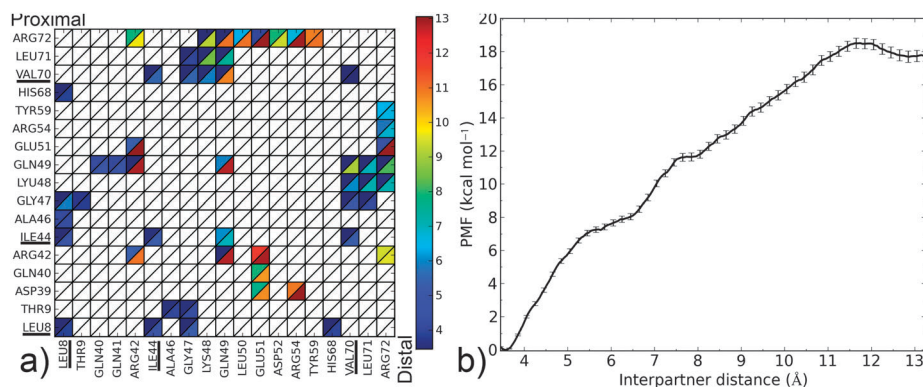 Proximal
ARG72
LEU71
VAL70
HIS68
TYR59
ARG54
GLU51
GLN49
LYU48
GLY47
ALA46
ILE44
ARG42
GLN40
ASP39
THR9
LEU8
LEU8
THR9
GLN40
GLN41
ARG42
ILE44
ALA46
GLY47
LYS48
GLN49
LEU50
GLU51
ASP52
ARG54
TYR59
HIS68
VAL70
LEU71
ARG72
Distal
13
12
11
10
9
8
7
6
5
4
a)
b)
PMF (kcal mol⁻¹)
20
18
16
14
12
10
8
6
4
2
0
4 5 6 7 8 9 10 11 12 13
Interpartner distance (Å)